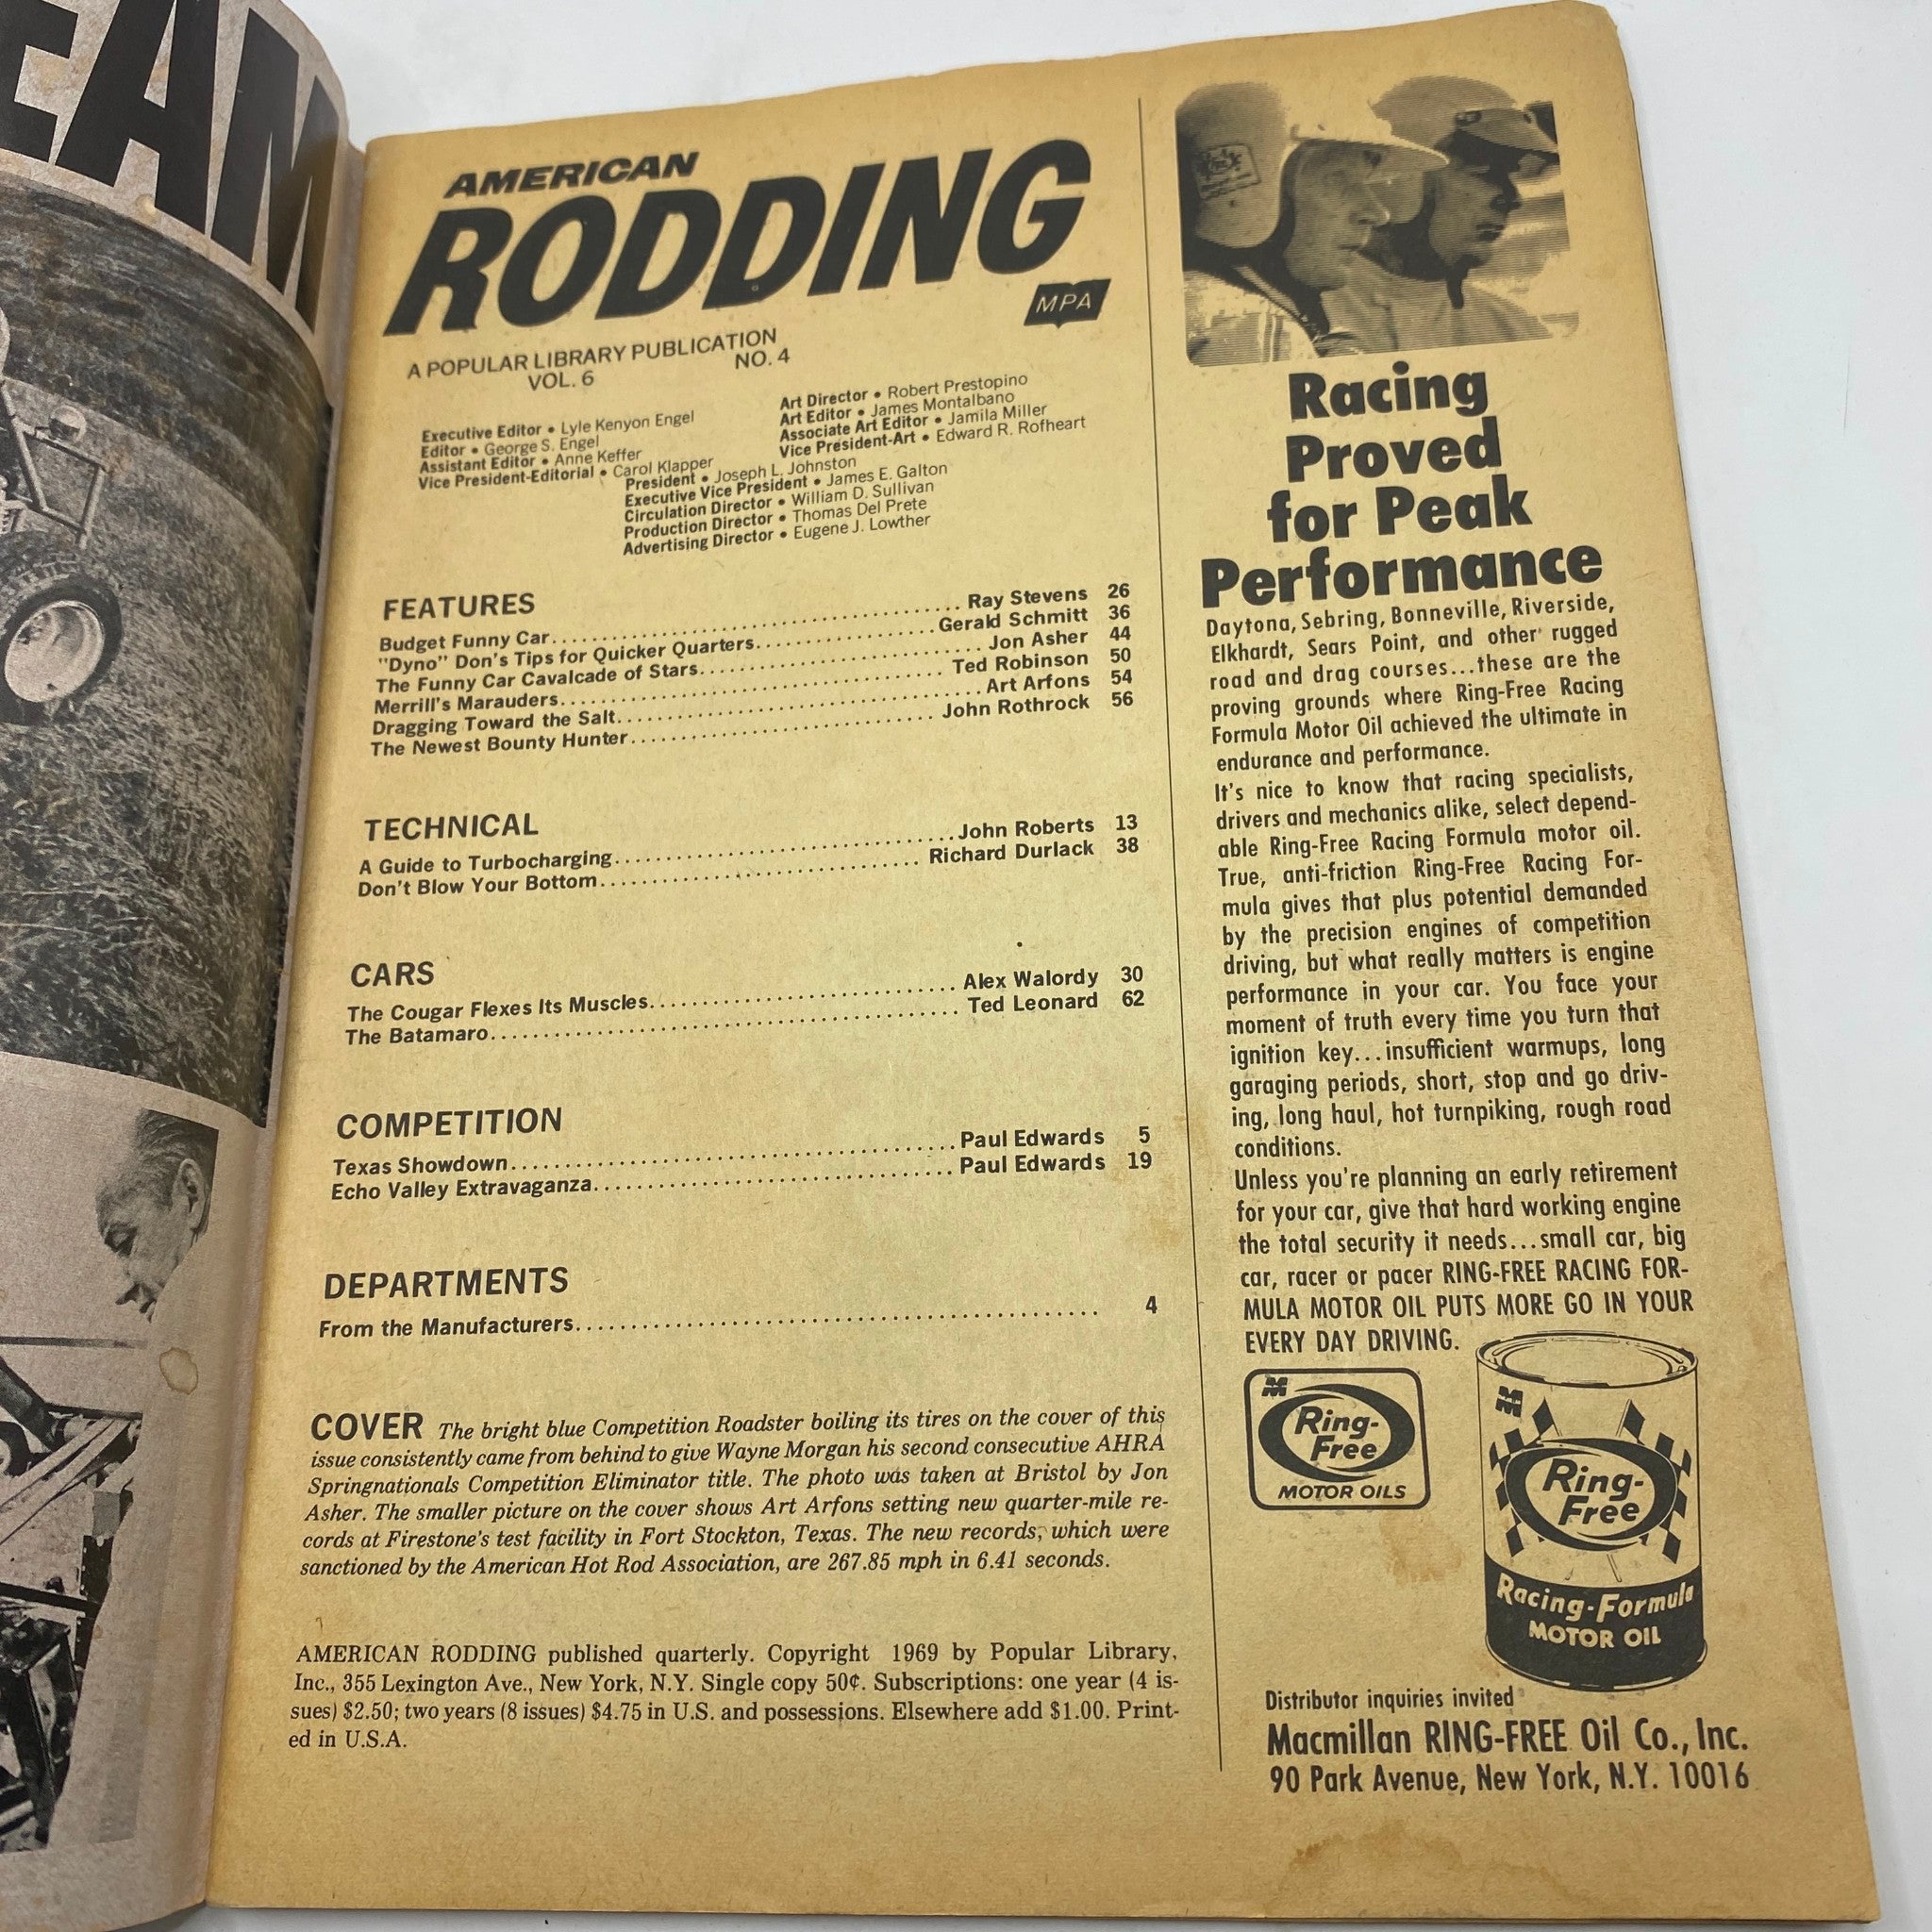 EAM
AMERICAN
RODDING
MPA
A POPULAR LIBRARY PUBLICATION
VOL. 6 NO. 4
Executive Editor • Lyle Kenyon Engel
Editor • George S. Engel
Assistant Editor • Anne Keffer
Vice President-Editorial • Carol Klapper
Art Director • Robert Prestopino
Art Editor • James Montalbano
Associate Art Editor • Jamila Miller
Vice President-Art • Edward R. Rofheart
President • Joseph L. Johnston
Executive Vice President • James E. Galton
Circulation Director • William D. Sullivan
Production Director • Thomas Del Prete
Advertising Director • Eugene J. Lowther
FEATURES
Budget Funny Car.......... Ray Stevens 26
"Dyno" Don's Tips for Quicker Quarters.......... Gerald Schmitt 36
The Funny Car Cavalcade of Stars.......... Jon Asher 44
Merrill's Marauders.......... Ted Robinson 50
Dragging Toward the Salt.......... Art Arfons 54
The Newest Bounty Hunter.......... John Rothrock 56
TECHNICAL
A Guide to Turbocharging.......... John Roberts 13
Don't Blow Your Bottom.......... Richard Durlack 38
CARS
The Cougar Flexes Its Muscles.......... Alex Walordy 30
The Batamaro.......... Ted Leonard 62
COMPETITION
Texas Showdown.......... Paul Edwards 5
Echo Valley Extravaganza.......... Paul Edwards 19
DEPARTMENTS
From the Manufacturers.......... 4
COVER The bright blue Competition Roadster boiling its tires on the cover of this
issue consistently came from behind to give Wayne Morgan his second consecutive AHRA
Springnationals Competition Eliminator title. The photo was taken at Bristol by Jon
Asher. The smaller picture on the cover shows Art Arfons setting new quarter-mile re-
cords at Firestone's test facility in Fort Stockton, Texas. The new records, which were
sanctioned by the American Hot Rod Association, are 267.85 mph in 6.41 seconds.
AMERICAN RODDING published quarterly. Copyright 1969 by Popular Library,
Inc., 355 Lexington Ave., New York, N.Y. Single copy 50¢. Subscriptions: one year (4 is-
sues) $2.50; two years (8 issues) $4.75 in U.S. and possessions. Elsewhere add $1.00. Print-
ed in U.S.A.
Racing
Proved
for Peak
Performance
Daytona, Sebring, Bonneville, Riverside,
Elkhardt, Sears Point, and other rugged
road and drag courses...these are the
proving grounds where Ring-Free Racing
Formula Motor Oil achieved the ultimate in
endurance and performance.
It's nice to know that racing specialists,
drivers and mechanics alike, select depend-
able Ring-Free Racing Formula motor oil.
True, anti-friction Ring-Free Racing For-
mula gives that plus potential demanded
by the precision engines of competition
driving, but what really matters is engine
performance in your car. You face your
moment of truth every time you turn that
ignition key...insufficient warmups, long
garaging periods, short, stop and go driv-
ing, long haul, hot turnpiking, rough road
conditions.
Unless you're planning an early retirement
for your car, give that hard working engine
the total security it needs...small car, big
car, racer or pacer RING-FREE RACING FOR-
MULA MOTOR OIL PUTS MORE GO IN YOUR
EVERY DAY DRIVING.
M
Ring-
Free
MOTOR OILS
M
Ring-
Free
Racing-Formula
MOTOR OIL
Distributor inquiries invited
Macmillan RING-FREE Oil Co., Inc.
90 Park Avenue, New York, N.Y. 10016